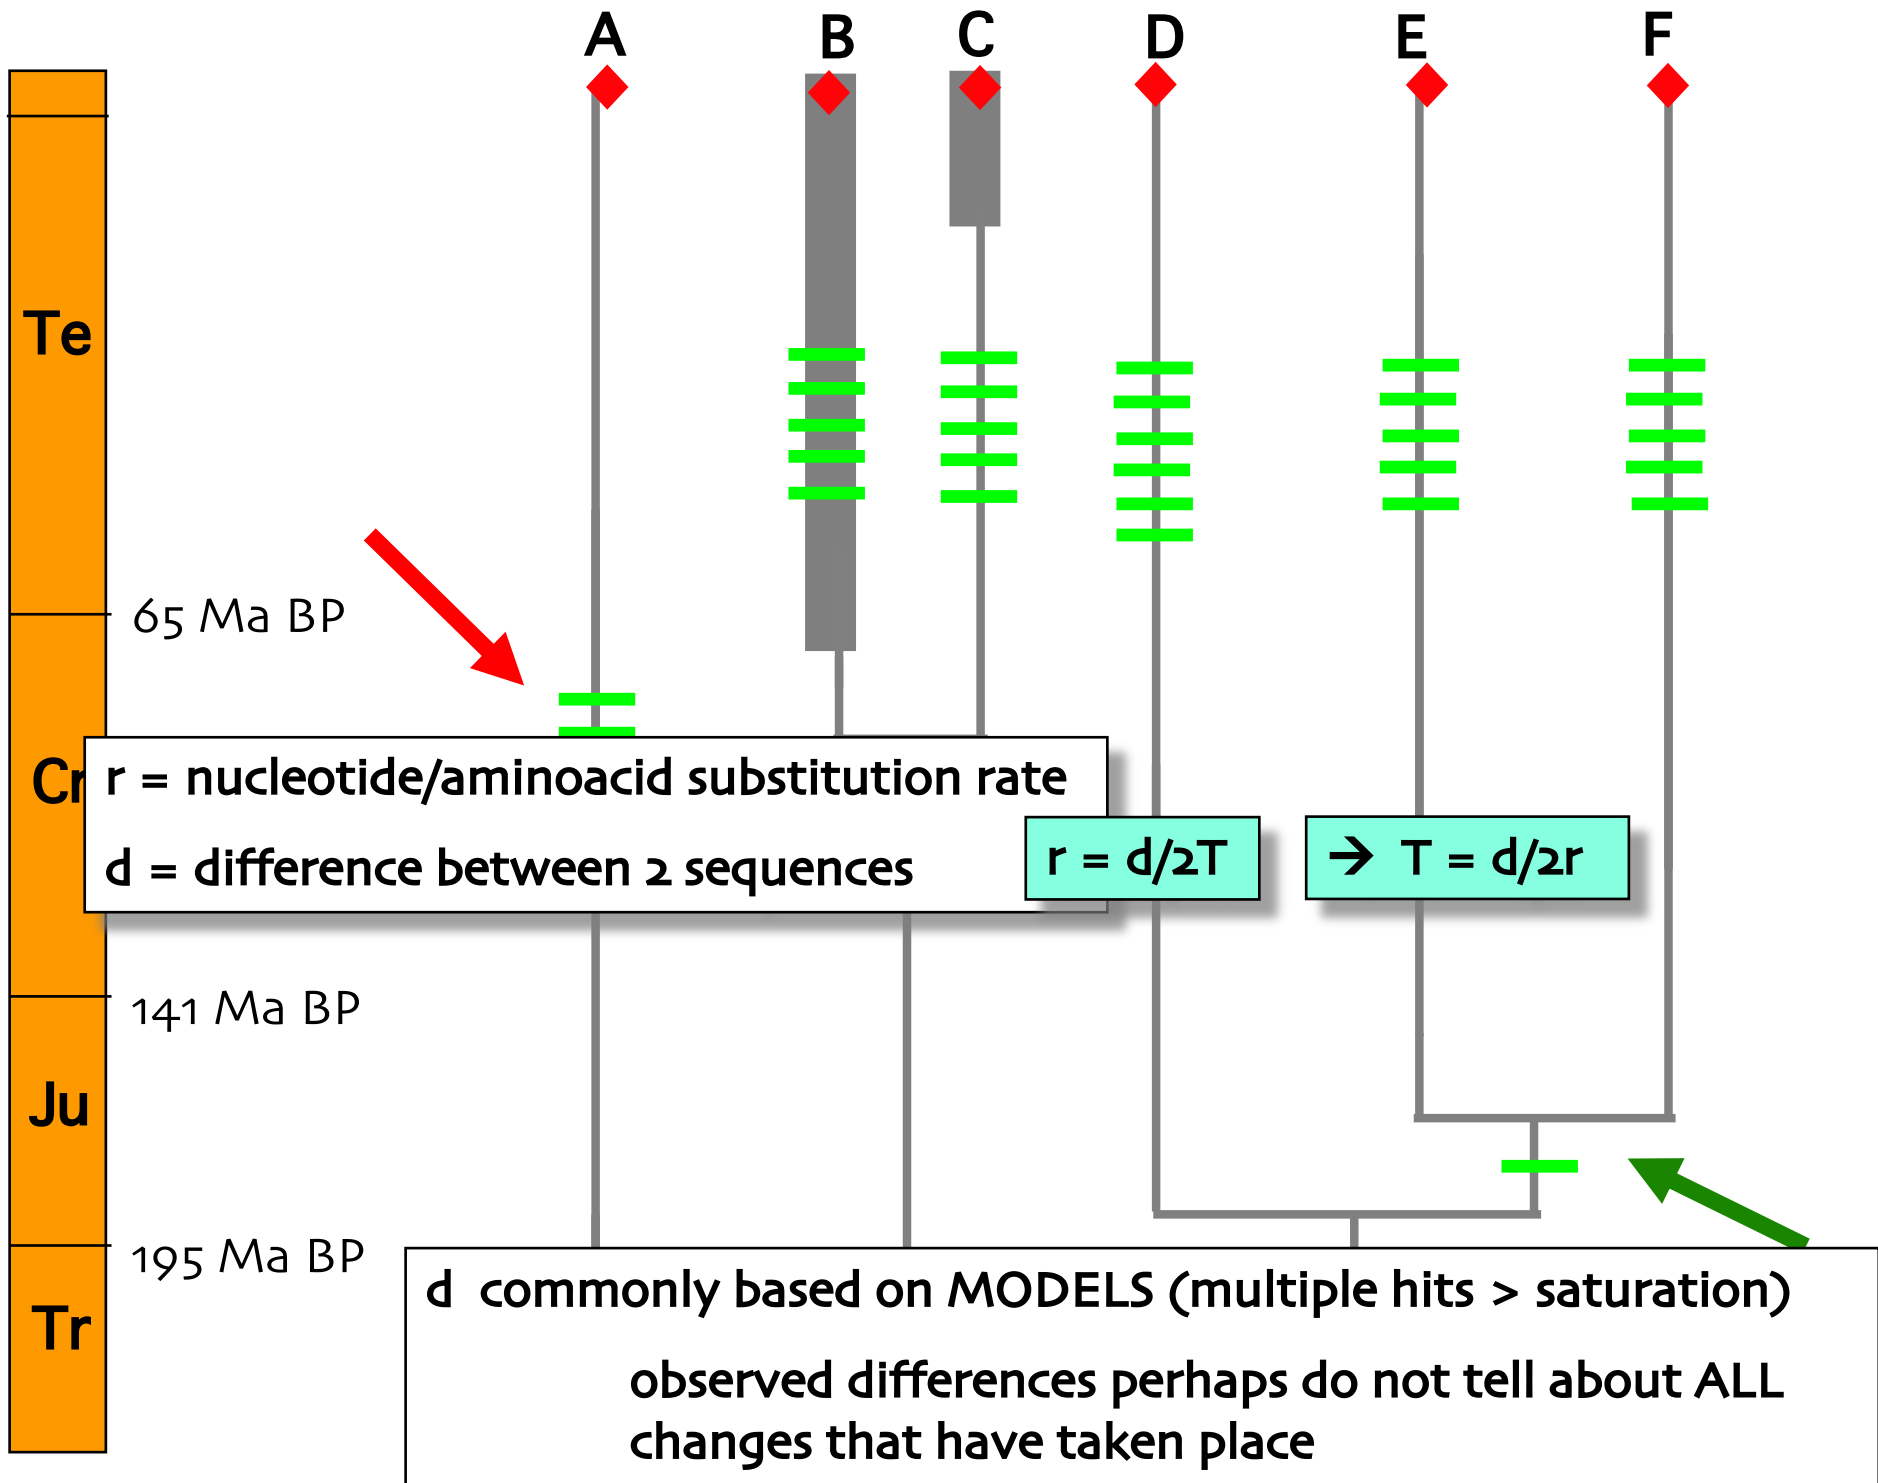 A B C D E F
Te
65 Ma BP
Cr
r = nucleotide/aminoacid substitution rate
d = difference between 2 sequences
r = d/2T
→ T = d/2r
141 Ma BP
Ju
195 Ma BP
Tr
d commonly based on MODELS (multiple hits > saturation)
observed differences perhaps do not tell about ALL
changes that have taken place